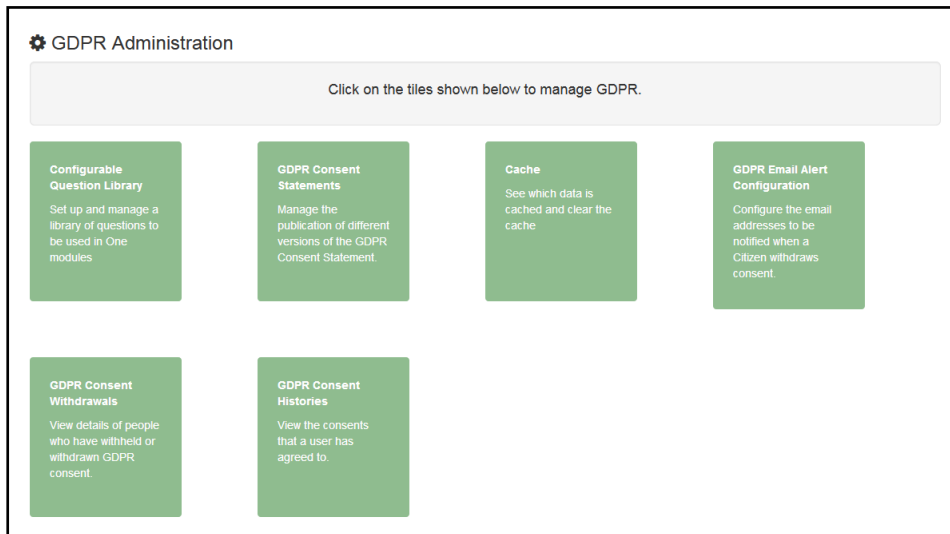 GDPR Administration
Click on the tiles shown below to manage GDPR.
Configurable
Question Library
Set up and manage a
library of questions to
be used in One
modules
GDPR Consent
Statements
Manage the
publication of different
versions of the GDPR
Consent Statement.
Cache
See which data is
cached and clear the
cache
GDPR Email Alert
Configuration
Configure the email
addresses to be
notified when a
Citizen withdraws
consent.
GDPR Consent
Withdrawals
View details of people
who have withheld or
withdrawn GDPR
consent.
GDPR Consent
Histories
View the consents
that a user has
agreed to.